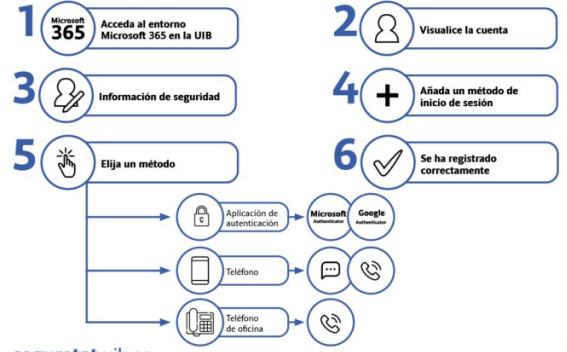 1
Microsoft
365
Acceda al entorno
Microsoft 365 en la UIB
2
Visualice la cuenta
3
Información de seguridad
4
Añada un método de
inicio de sesión
5
Elija un método
6
Se ha registrado
correctamente
Aplicación de
autenticación
Microsoft
Authenticator
Google
Authenticator
Teléfono
Teléfono
de oficina